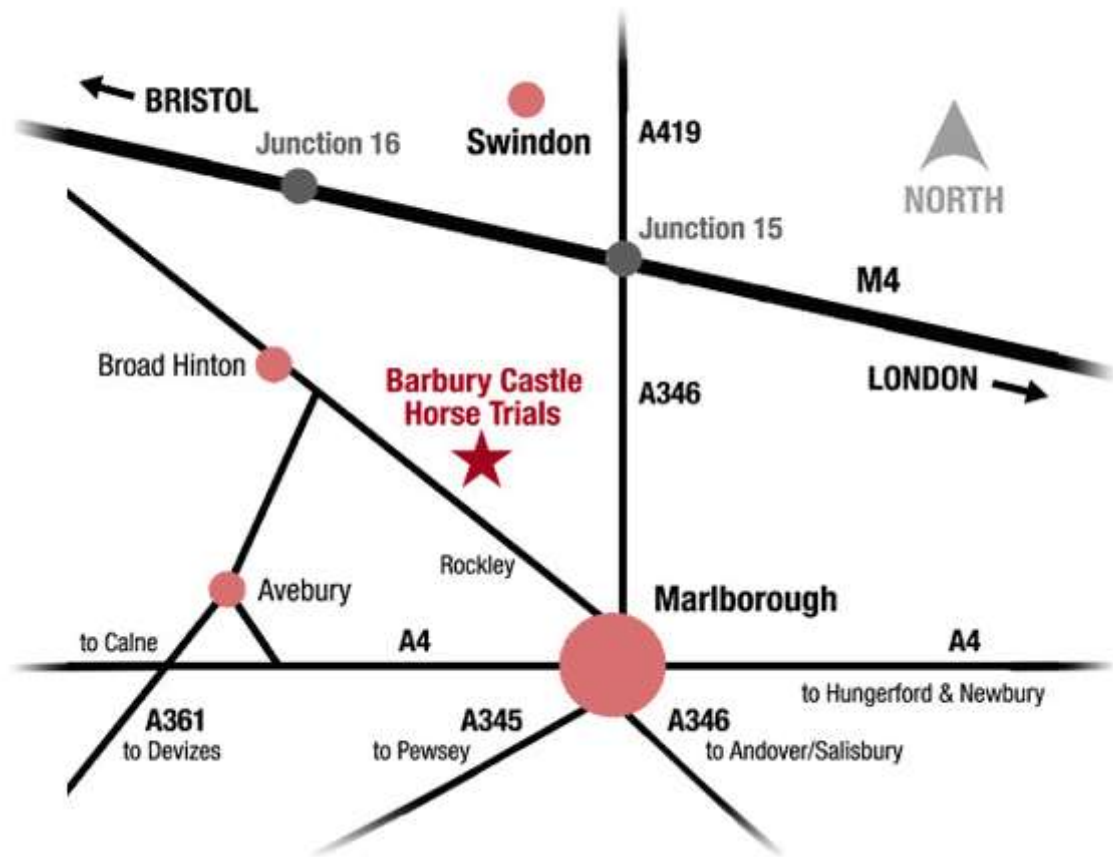 BRISTOL
Swindon
A419
Junction 16
NORTH
Junction 15
M4
Broad Hinton
Barbury Castle
Horse Trials
A346
LONDON
Rockley
Avebury
Marlborough
to Calne
A4
A4
to Hungerford & Newbury
A361
to Devizes
A345
to Pewsey
A346
to Andover/Salisbury